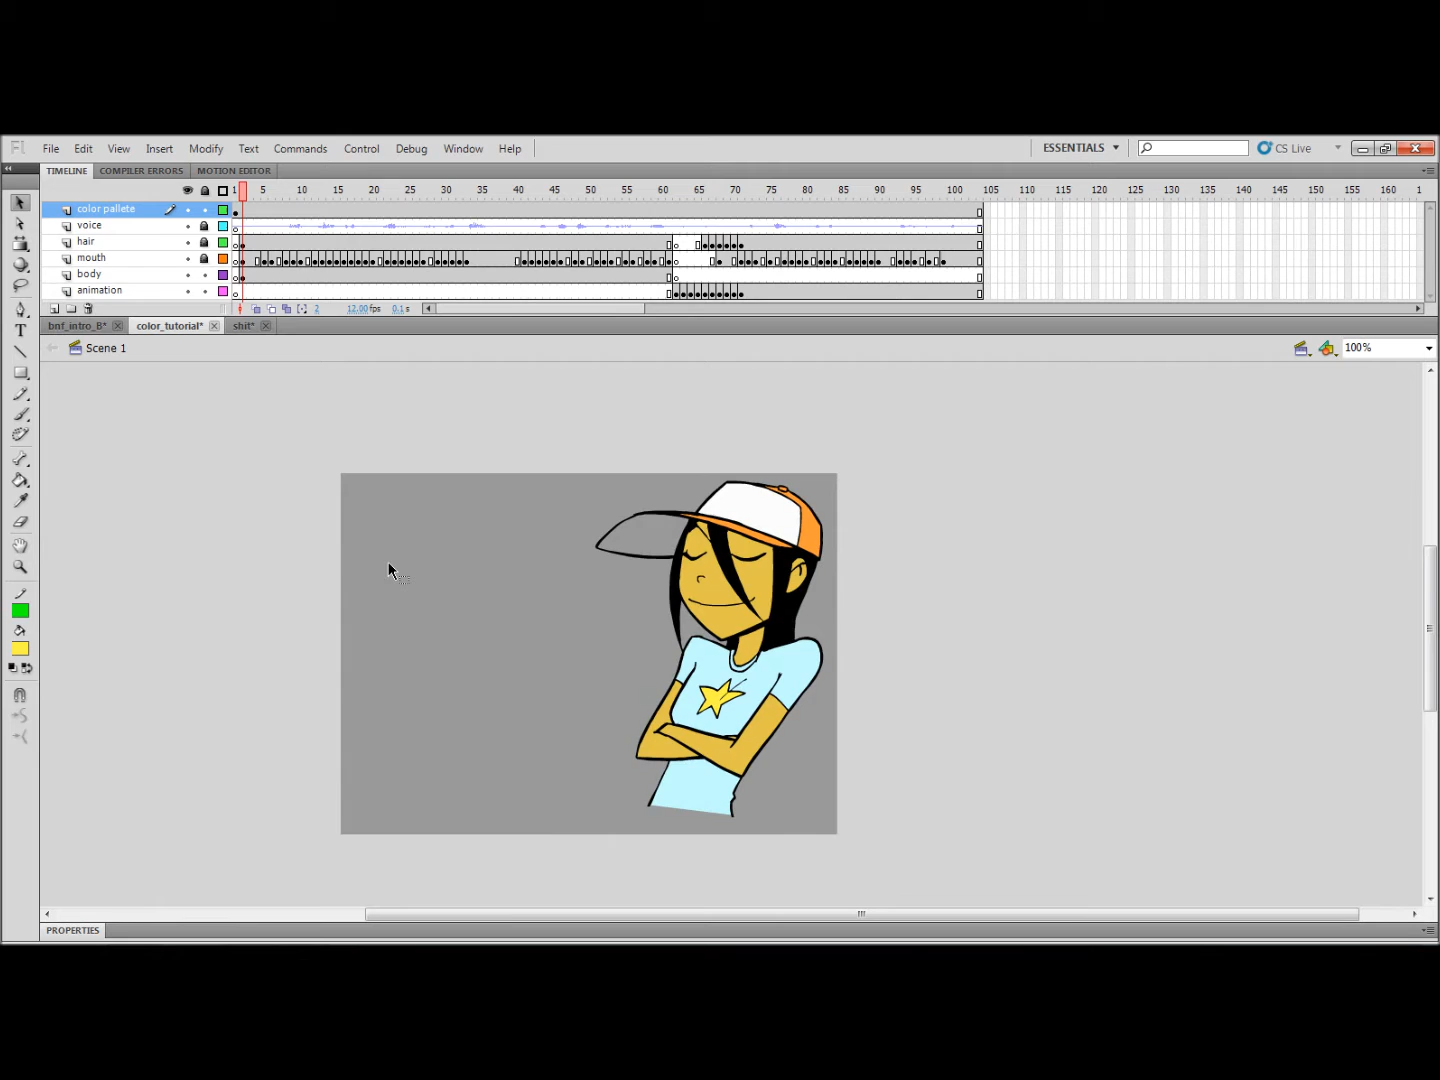 Fl File Edit View Insert Modify Text Commands Control Debug Window Help ESSENTIALS CS Live
TIMELINE COMPILER ERRORS MOTION EDITOR
1 5 10 15 20 25 30 35 40 45 50 55 60 65 70 75 80 85 90 95 100 105 110 115 120 125 130 135 140 145 150 155 160 1
color pallete
voice
hair
mouth
body
animation
2 12.00 fps 0.1 s
bnf_intro_B* color_tutorial* shit*
Scene 1 100%
T
PROPERTIES